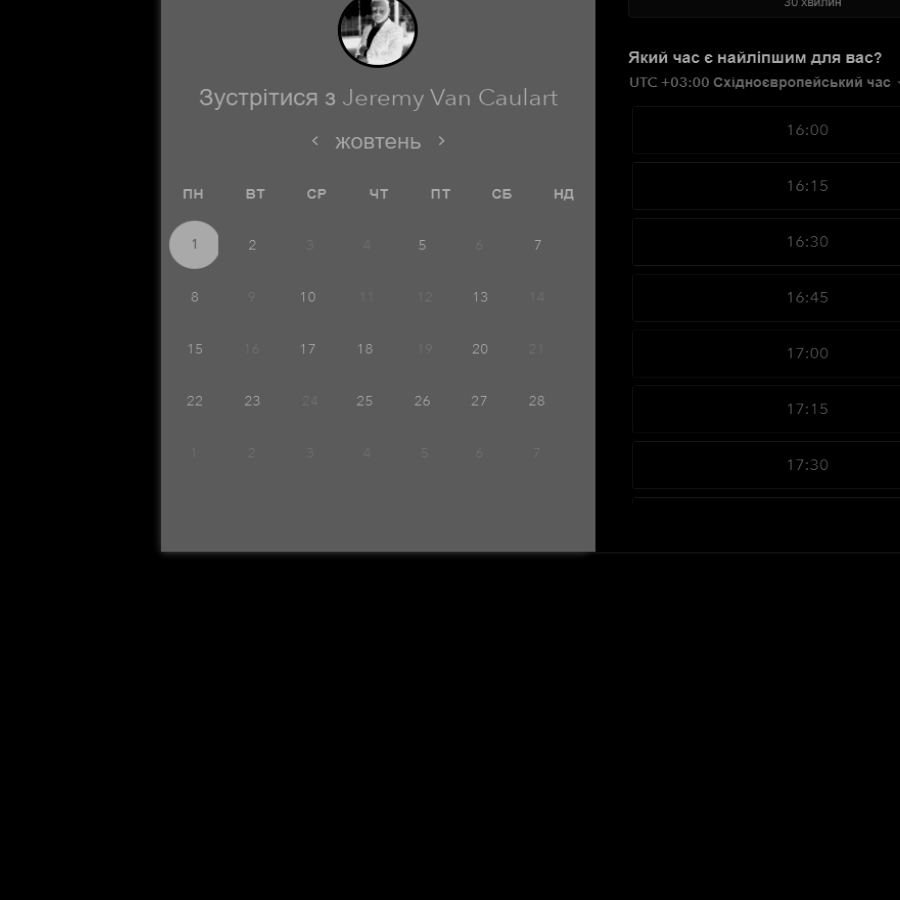 Зустрітися з Jeremy Van Caulart
жовтень
ПН ВТ СР ЧТ ПТ СБ НД
1 2 3 4 5 6 7
8 9 10 11 12 13 14
15 16 17 18 19 20 21
22 23 24 25 26 27 28
1 2 3 4 5 6 7
30 хвилин
Який час є найліпшим для вас?
UTC +03:00 Східноєвропейський час
16:00
16:15
16:30
16:45
17:00
17:15
17:30